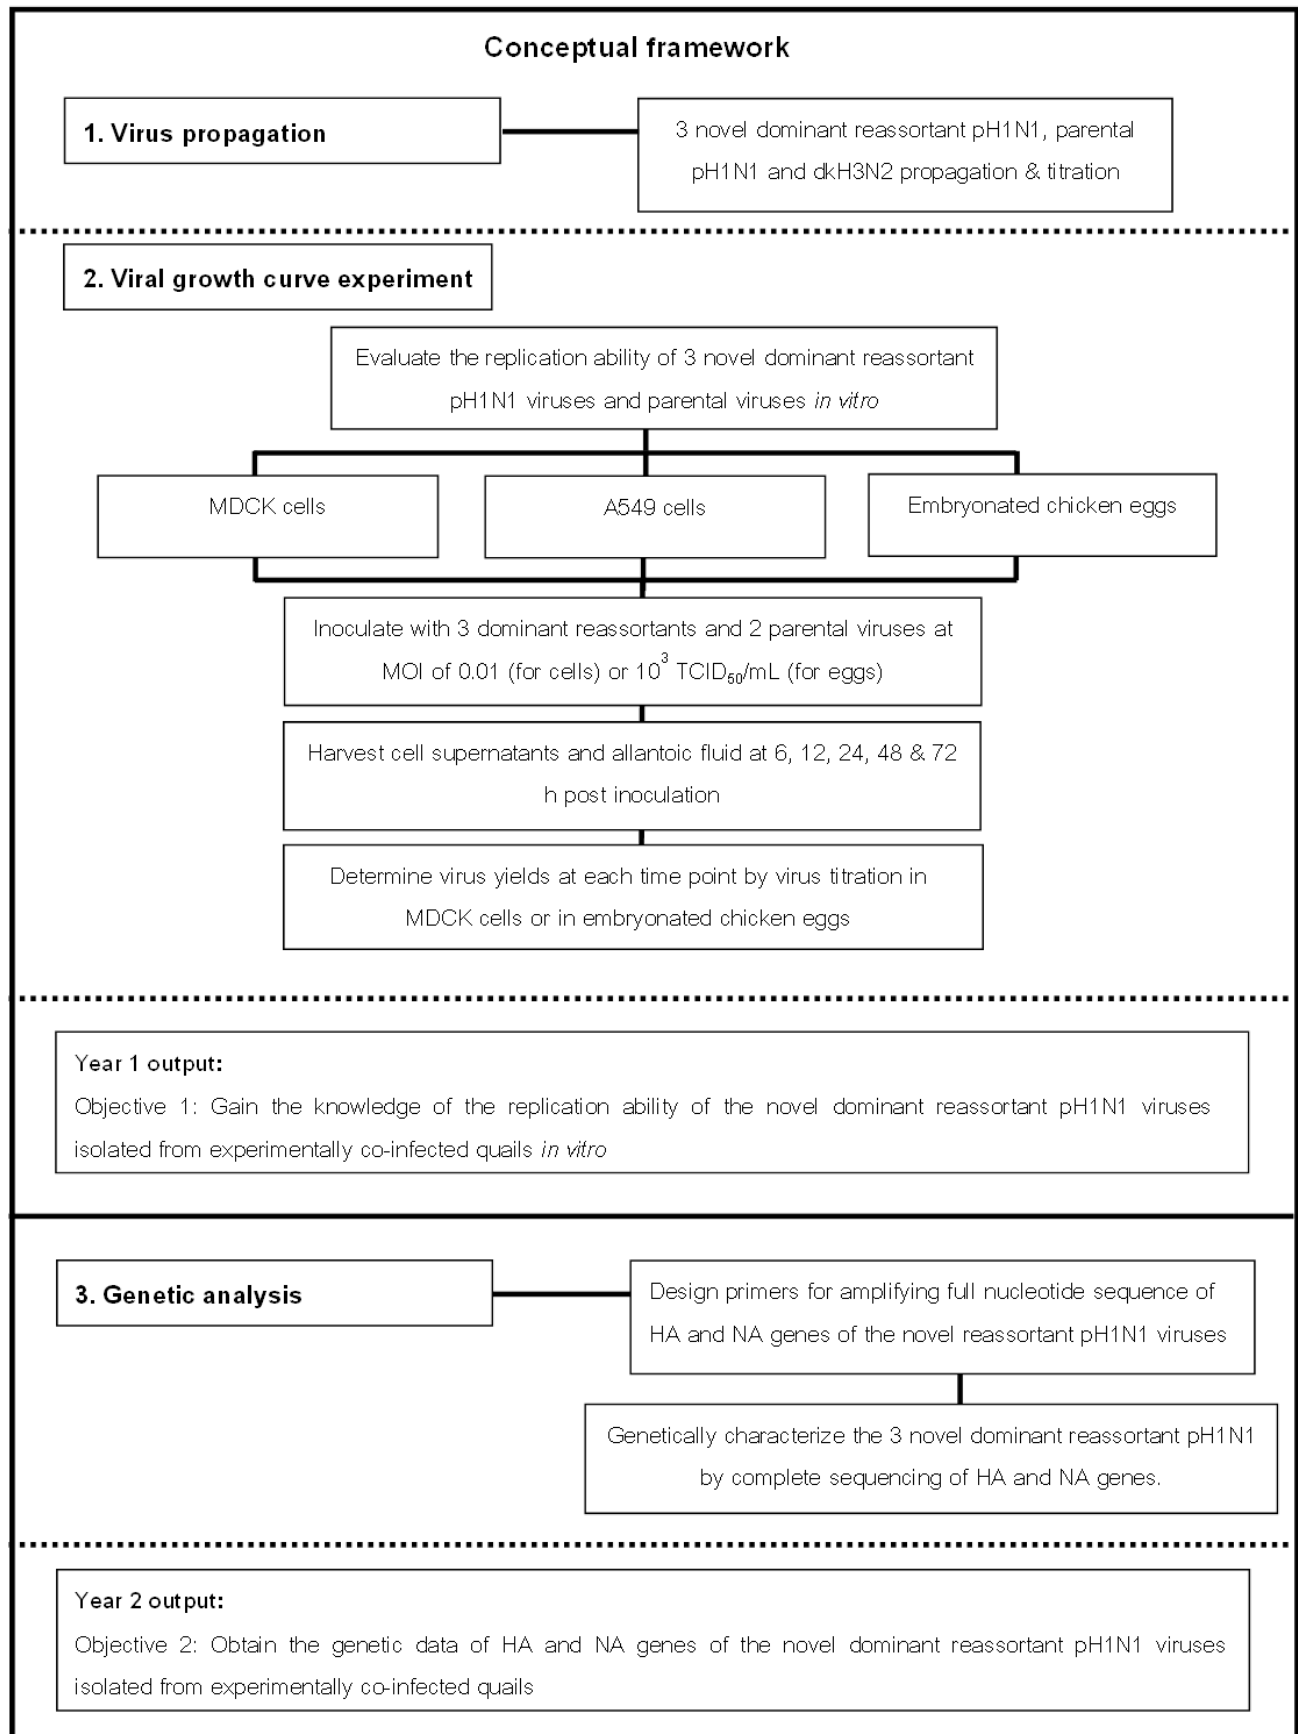 Conceptual framework
1. Virus propagation
3 novel dominant reassortant pH1N1, parental
pH1N1 and dkH3N2 propagation & titration
2. Viral growth curve experiment
Evaluate the replication ability of 3 novel dominant reassortant
pH1N1 viruses and parental viruses in vitro
MDCK cells
A549 cells
Embryonated chicken eggs
Inoculate with 3 dominant reassortants and 2 parental viruses at
MOI of 0.01 (for cells) or 10³ TCID₅₀/mL (for eggs)
Harvest cell supernatants and allantoic fluid at 6, 12, 24, 48 & 72
h post inoculation
Determine virus yields at each time point by virus titration in
MDCK cells or in embryonated chicken eggs
Year 1 output:
Objective 1: Gain the knowledge of the replication ability of the novel dominant reassortant pH1N1 viruses
isolated from experimentally co-infected quails in vitro
3. Genetic analysis
Design primers for amplifying full nucleotide sequence of
HA and NA genes of the novel reassortant pH1N1 viruses
Genetically characterize the 3 novel dominant reassortant pH1N1
by complete sequencing of HA and NA genes.
Year 2 output:
Objective 2: Obtain the genetic data of HA and NA genes of the novel dominant reassortant pH1N1 viruses
isolated from experimentally co-infected quails